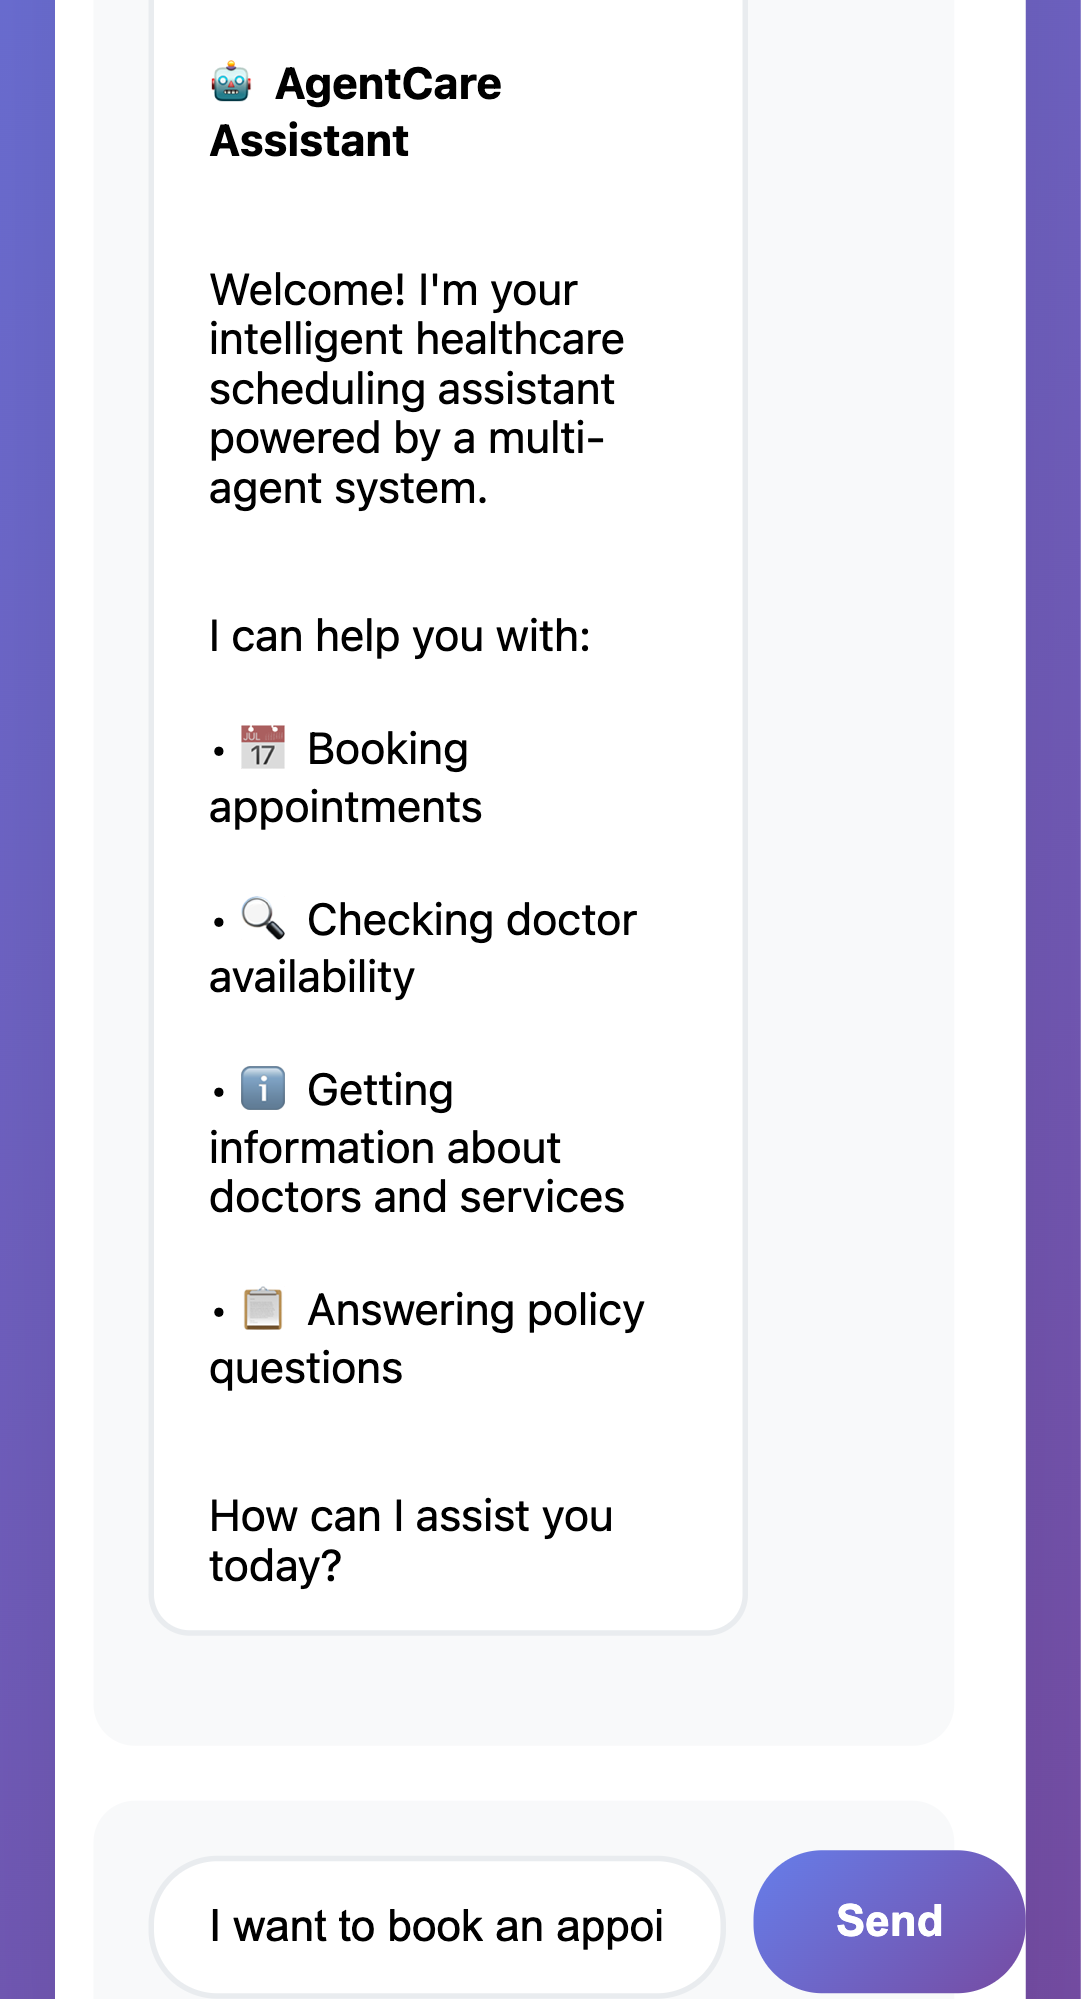 🤖 AgentCare
Assistant
Welcome! I'm your
intelligent healthcare
scheduling assistant
powered by a multi-
agent system.
I can help you with:
• 📅 Booking
appointments
• 🔍 Checking doctor
availability
• ℹ️ Getting
information about
doctors and services
• 📋 Answering policy
questions
How can I assist you
today?
I want to book an appoi
Send